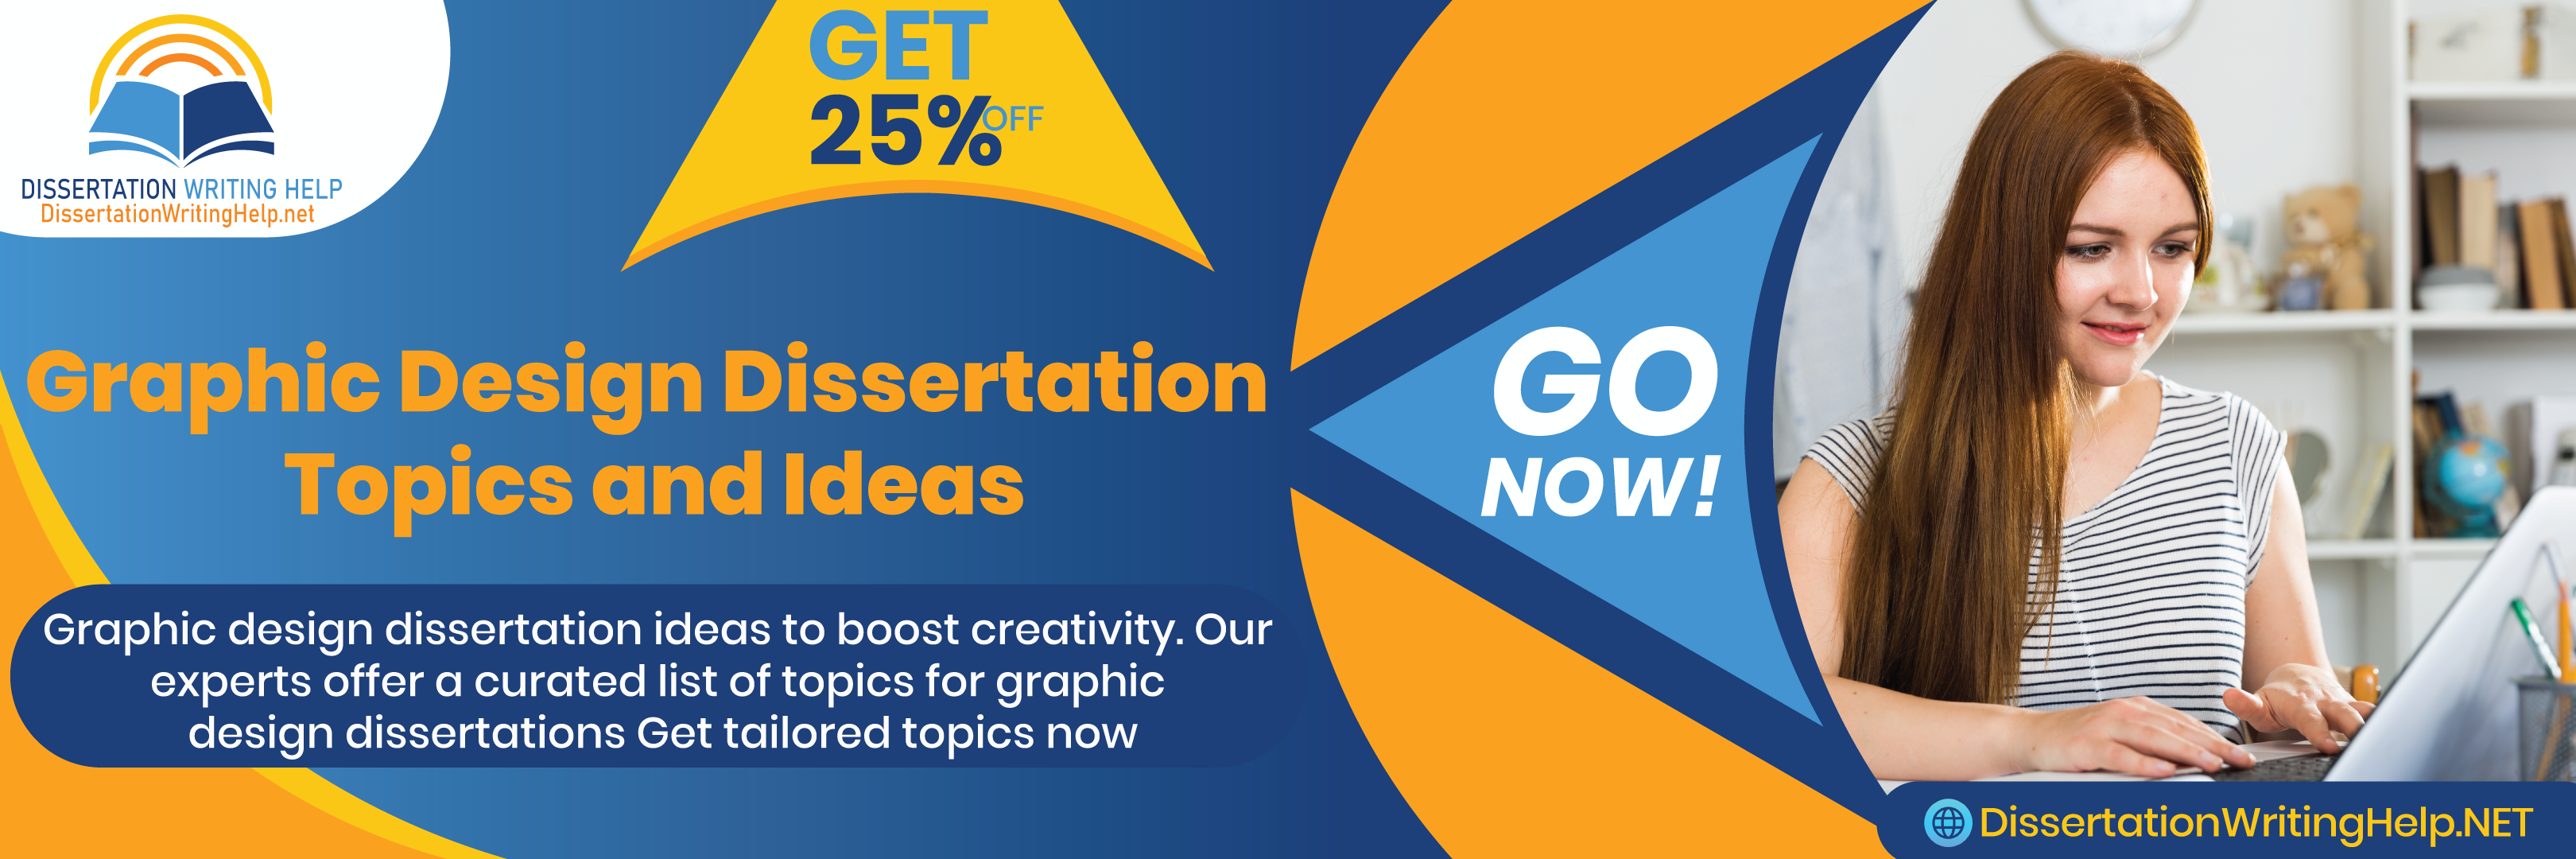 DISSERTATION WRITING HELP
DissertationWritingHelp.net
GET
25% OFF
Graphic Design Dissertation
Topics and Ideas
Graphic design dissertation ideas to boost creativity. Our
experts offer a curated list of topics for graphic
design dissertations Get tailored topics now
GO
NOW!
DissertationWritingHelp.NET